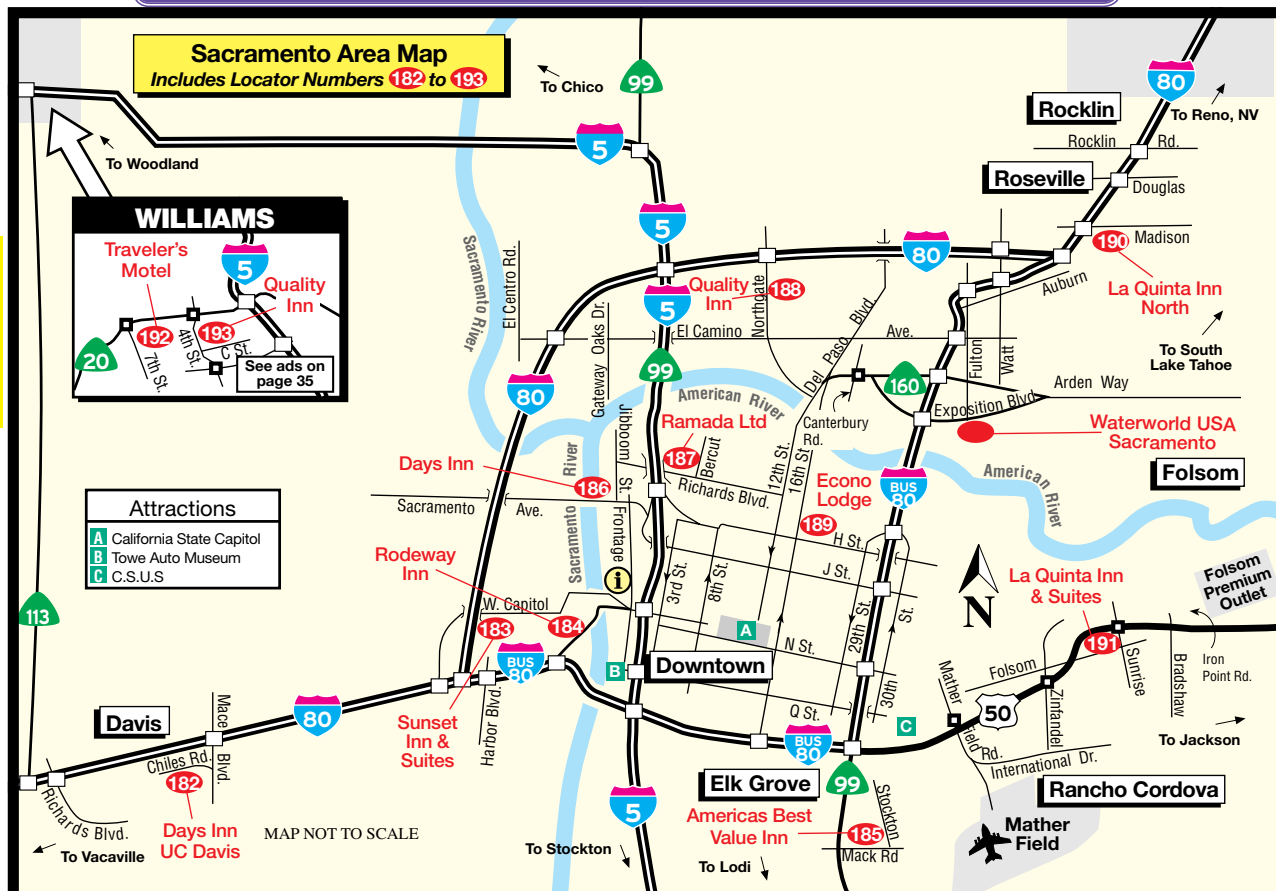 Sacramento Area Map
Includes Locator Numbers 182 to 193
To Chico
99
80
To Reno, NV
Rocklin
Rocklin Rd.
To Woodland
5
Roseville
Douglas
WILLIAMS
Traveler's
Motel
5
Quality
Inn
192
193
4th St.
C St.
7th St.
20
See ads on
page 35
5
Sacramento River
El Centro Rd.
80
190
Madison
La Quinta Inn
North
Auburn
Quality
Inn
188
Northgate
5
Gateway Oaks Dr.
El Camino Ave.
Del Paso Blvd.
Fulton
Watt
To South
Lake Tahoe
99
80
160
Arden Way
Exposition Blvd.
Canterbury
Rd.
American River
Waterworld USA
Sacramento
Jibboom St.
Ramada Ltd
187
Bercut
Richards Blvd.
12th St.
16th St.
BUS
80
American River
Folsom
Days Inn
186
Sacramento Ave.
Sacramento River
Frontage
Econo
Lodge
189
H St.
J St.
Attractions
A California State Capitol
B Towe Auto Museum
C C.S.U.S
Rodeway
Inn
i
3rd St.
8th St.
N
La Quinta Inn
& Suites
Folsom
Premium
Outlet
113
W. Capitol
183
184
A
N St.
29th St.
30th St.
191
Folsom
Sunrise
Bradshaw
Iron
Point Rd.
BUS
80
B
Downtown
Mather Field Rd.
50
Zinfandel
Davis
Mace Blvd.
80
Harbor Blvd.
Sunset
Inn &
Suites
Q St.
C
To Jackson
BUS
80
Chiles Rd.
182
International Dr.
Elk Grove
99
Rancho Cordova
Richards Blvd.
Days Inn
UC Davis
MAP NOT TO SCALE
5
Americas Best
Value Inn
185
Stockton
Mack Rd
Mather
Field
To Vacaville
To Stockton
To Lodi